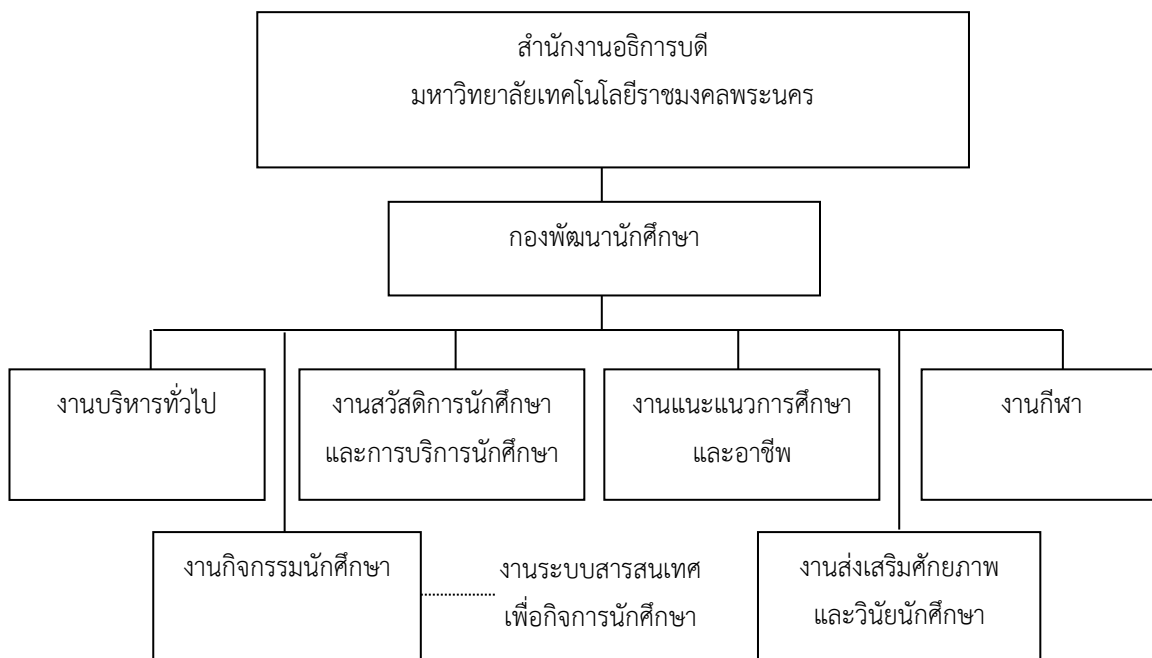 สำนักงานอธิการบดี
มหาวิทยาลัยเทคโนโลยีราชมงคลพระนคร
กองพัฒนานักศึกษา
งานบริหารทั่วไป
งานสวัสดิการนักศึกษา
และการบริการนักศึกษา
งานแนะแนวการศึกษา
และอาชีพ
งานกีฬา
งานกิจกรรมนักศึกษา
งานระบบสารสนเทศ
เพื่อกิจการนักศึกษา
งานส่งเสริมศักยภาพ
และวินัยนักศึกษา